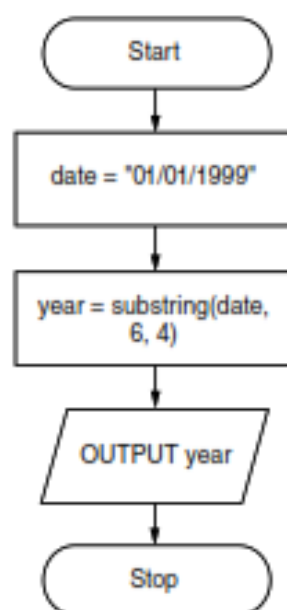 Start
date = "01/01/1999"
year = substring(date,
6, 4)
OUTPUT year
Stop